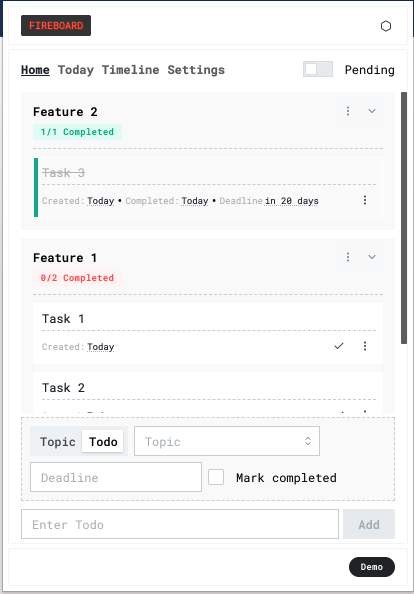 FIREBOARD
Home Today Timeline Settings Pending
Feature 2
1/1 Completed
Task 3
Created: Today • Completed: Today • Deadline in 20 days
Feature 1
0/2 Completed
Task 1
Created: Today
Task 2
Topic Todo Topic
Deadline Mark completed
Enter Todo Add
Demo